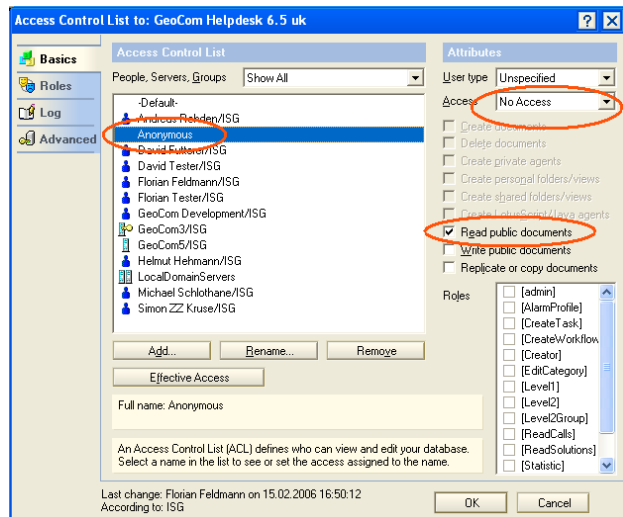 Access Control List to: GeoCom Helpdesk 6.5 uk
Basics
Roles
Log
Advanced
Access Control List
People, Servers, Groups Show All
-Default-
Andreas Rehden/ISG
Anonymous
David Futterer/ISG
David Tester/ISG
Florian Feldmann/ISG
Florian Tester/ISG
GeoCom Development/ISG
GeoCom3/ISG
GeoCom5/ISG
Helmut Hehmann/ISG
LocalDomainServers
Michael Schlothane/ISG
Simon ZZ Kruse/ISG
Add... Rename... Remove
Effective Access
Full name: Anonymous
An Access Control List (ACL) defines who can view and edit your database.
Select a name in the list to see or set the access assigned to the name.
Attributes
User type Unspecified
Access No Access
Create documents
Delete documents
Create private agents
Create personal folders/views
Create shared folders/views
Create LotusScript/Java agents
Read public documents
Write public documents
Replicate or copy documents
Roles
[admin]
[AlarmProfile]
[CreateTask]
[CreateWorkflow
[Creator]
[EditCategory]
[Level1]
[Level2]
[Level2Group]
[ReadCalls]
[ReadSolutions]
[Statistic]
Last change: Florian Feldmann on 15.02.2006 16:50:12
According to: ISG
OK Cancel